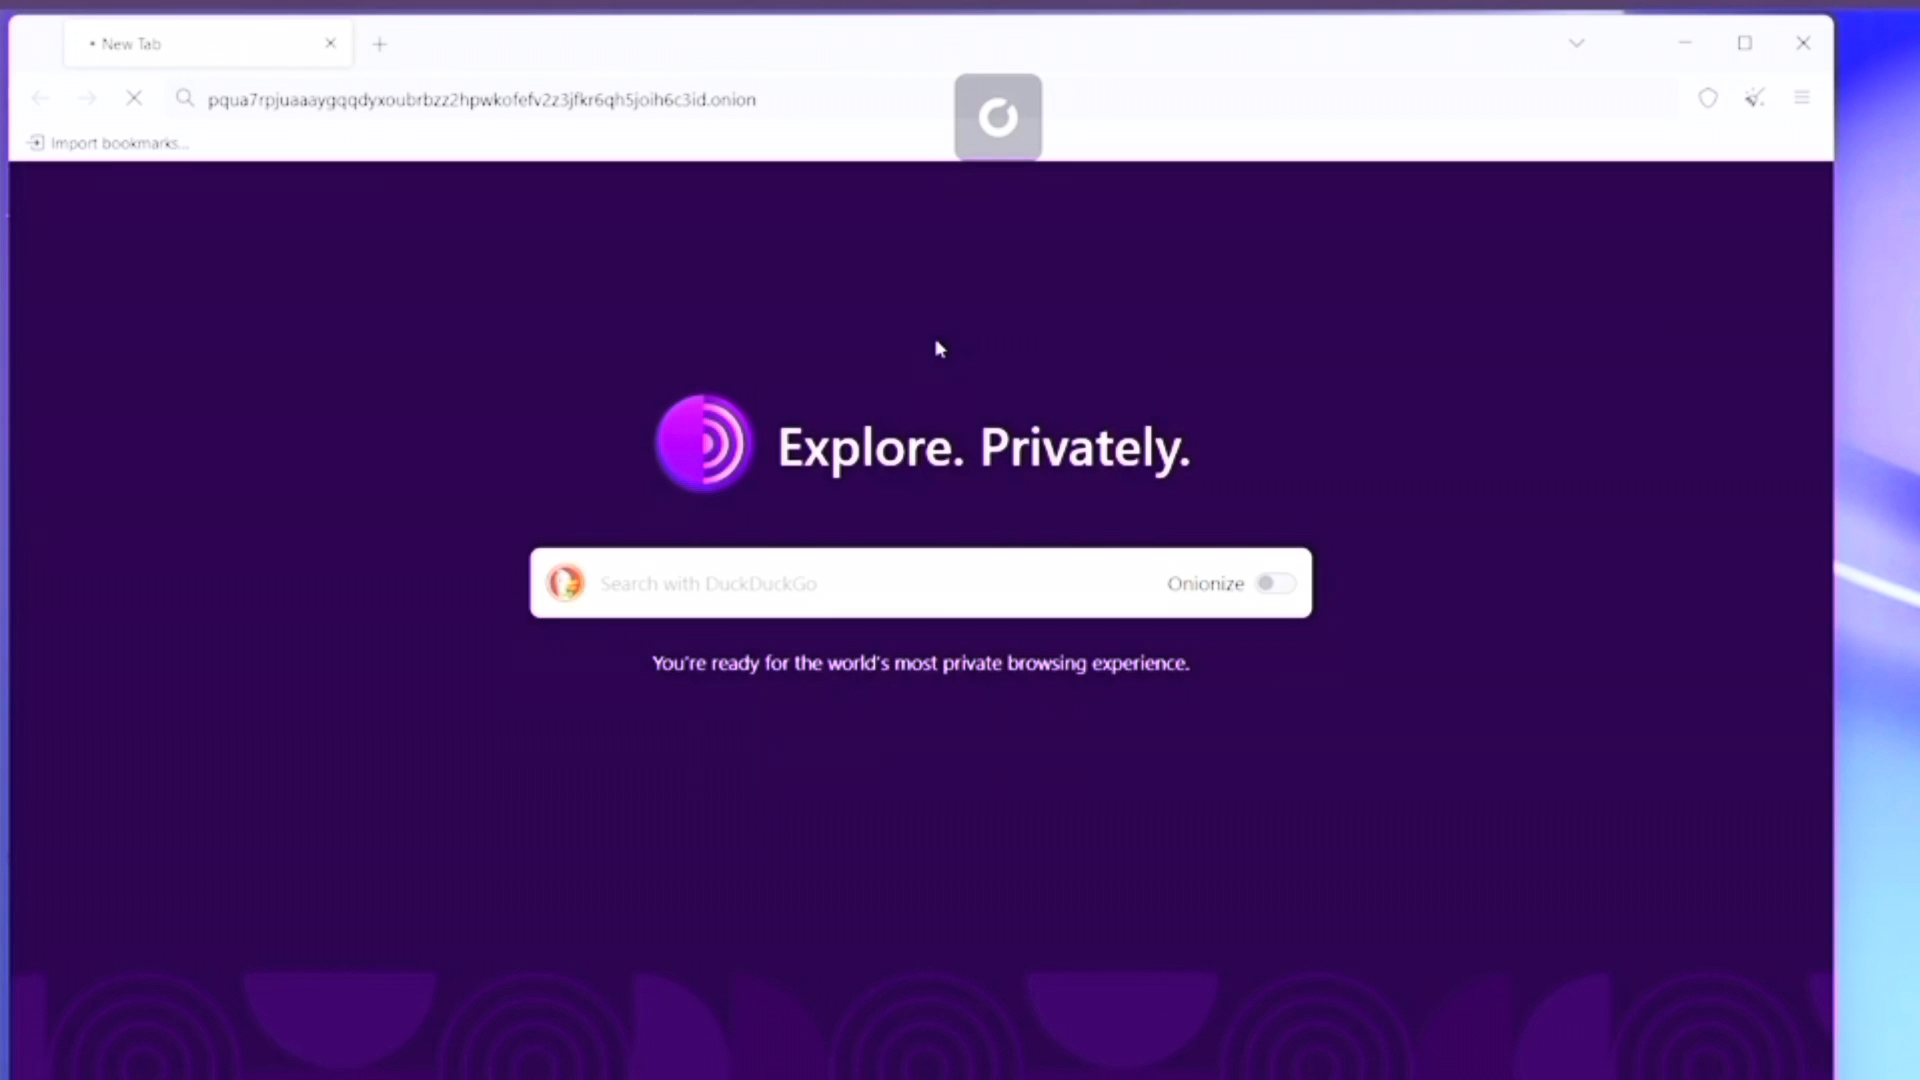 New Tab
pqua7rpjuaaaygqqdyxoubrbzz2hpwkofefv2z3jfkr6qh5joih6c3id.onion
Import bookmarks...
Explore. Privately.
Search with DuckDuckGo
Onionize
You're ready for the world's most private browsing experience.